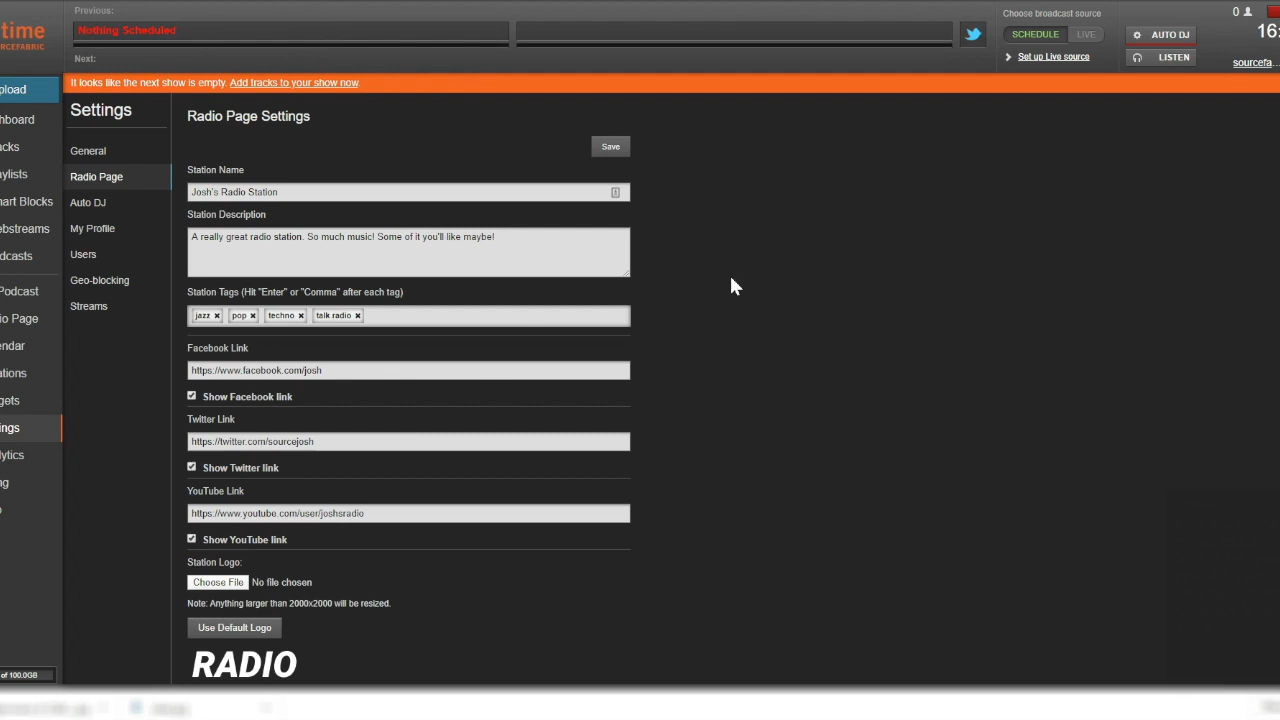 Previous:
Nothing Scheduled
Next:
Choose broadcast source
SCHEDULE LIVE
Set up Live source
0
AUTO DJ
LISTEN
16:
sourcefa...
time
It looks like the next show is empty. Add tracks to your show now.
pload
hboard
acks
aylists
nart Blocks
ebstreams
dcasts
Podcast
io Page
endar
ations
gets
ings
lytics
ng
of 100.0GB
Settings
General
Radio Page
Auto DJ
My Profile
Users
Geo-blocking
Streams
Radio Page Settings
Save
Station Name
Josh's Radio Station
Station Description
A really great radio station. So much music! Some of it you'll like maybe!
Station Tags (Hit "Enter" or "Comma" after each tag)
jazz × pop × techno × talk radio ×
Facebook Link
https://www.facebook.com/josh
Show Facebook link
Twitter Link
https://twitter.com/sourcejosh
Show Twitter link
YouTube Link
https://www.youtube.com/user/joshsradio
Show YouTube link
Station Logo:
Choose File No file chosen
Note: Anything larger than 2000x2000 will be resized.
Use Default Logo
RADIO